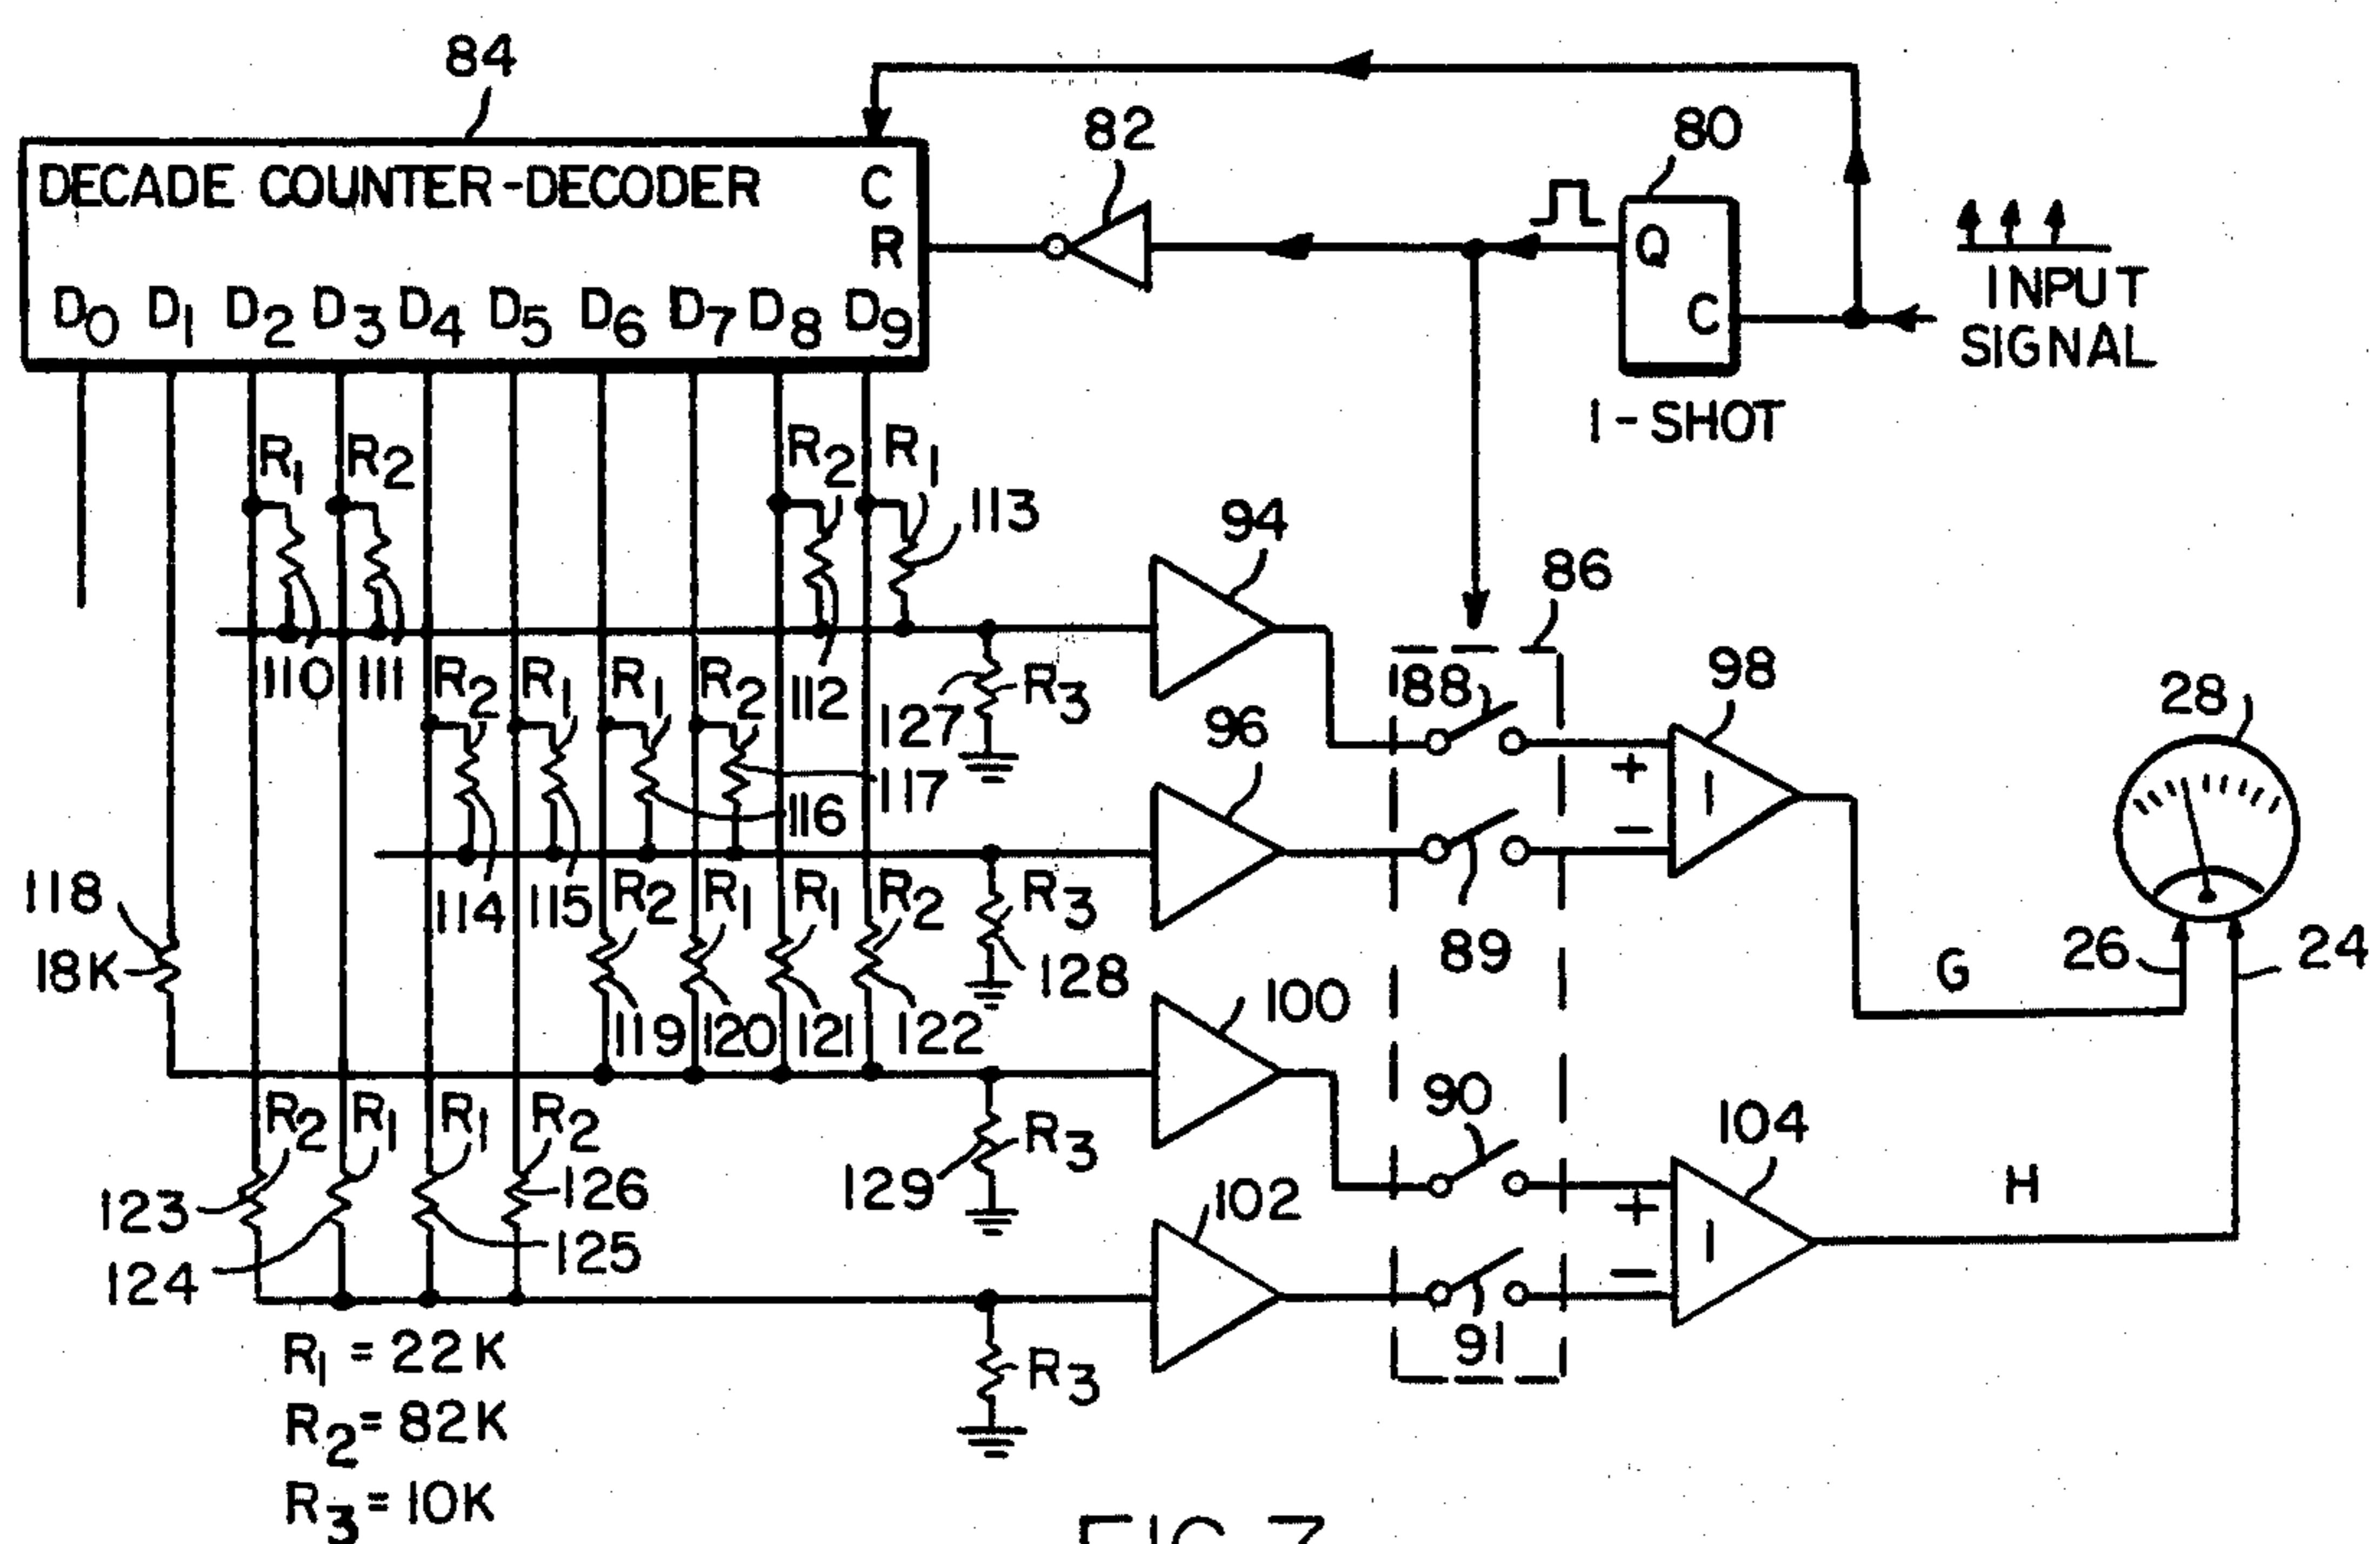 84
82
80
DECADE COUNTER-DECODER C
R
Q
C
D0 D1 D2 D3 D4 D5 D6 D7 D8 D9
INPUT
SIGNAL
1-SHOT
R1 R2 R2 R1
113
94
86
110 111 112
127 R3
88
98
28
R2 R1 R1 R2
117
116
96
+
1
−
118
18K
114 115
R2 R1 R1 R2
R3
128
89
26 24
G
119 120 121 122
100
90
104
R2 R1 R1 R2
129 R3
H
123
126
102
+
1
−
124
125
91
R3
R1 = 22K
R2 = 82K
R3 = 10K